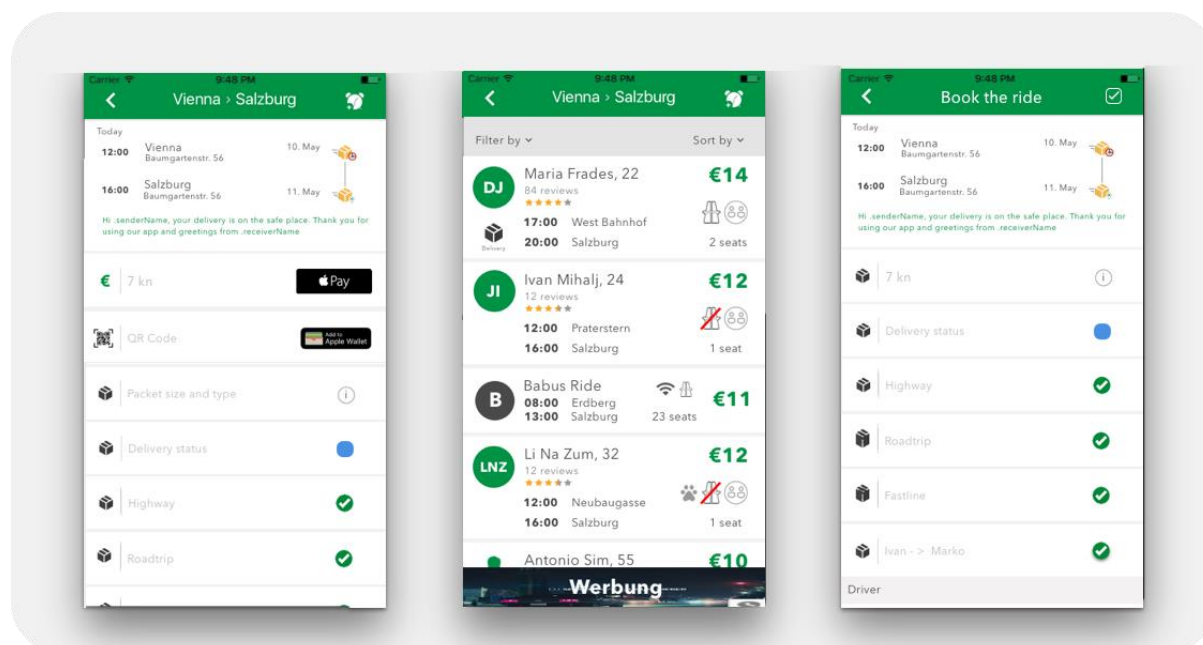 Carrier 9:48 PM
Vienna › Salzburg
Today
12:00 Vienna 10. May
Baumgartenstr. 56
16:00 Salzburg 11. May
Baumgartenstr. 56
Hi .senderName, your delivery is on the safe place. Thank you for
using our app and greetings from .receiverName
€ 7 kn Pay
QR Code Add to
Apple Wallet
Packet size and type
Delivery status
Highway
Roadtrip
Carrier 9:48 PM
Vienna › Salzburg
Filter by Sort by
DJ Maria Frades, 22 €14
84 reviews
17:00 West Bahnhof
Delivery 20:00 Salzburg 2 seats
JI Ivan Mihalj, 24 €12
12 reviews
12:00 Praterstern
16:00 Salzburg 1 seat
B Babus Ride €11
08:00 Erdberg
13:00 Salzburg 23 seats
LNZ Li Na Zum, 32 €12
12 reviews
12:00 Neubaugasse
16:00 Salzburg 1 seat
Antonio Sim, 55 €10
Werbung
Carrier 9:48 PM
Book the ride
Today
12:00 Vienna 10. May
Baumgartenstr. 56
16:00 Salzburg 11. May
Baumgartenstr. 56
Hi .senderName, your delivery is on the safe place. Thank you for
using our app and greetings from .receiverName
7 kn
Delivery status
Highway
Roadtrip
Fastline
Ivan - > Marko
Driver